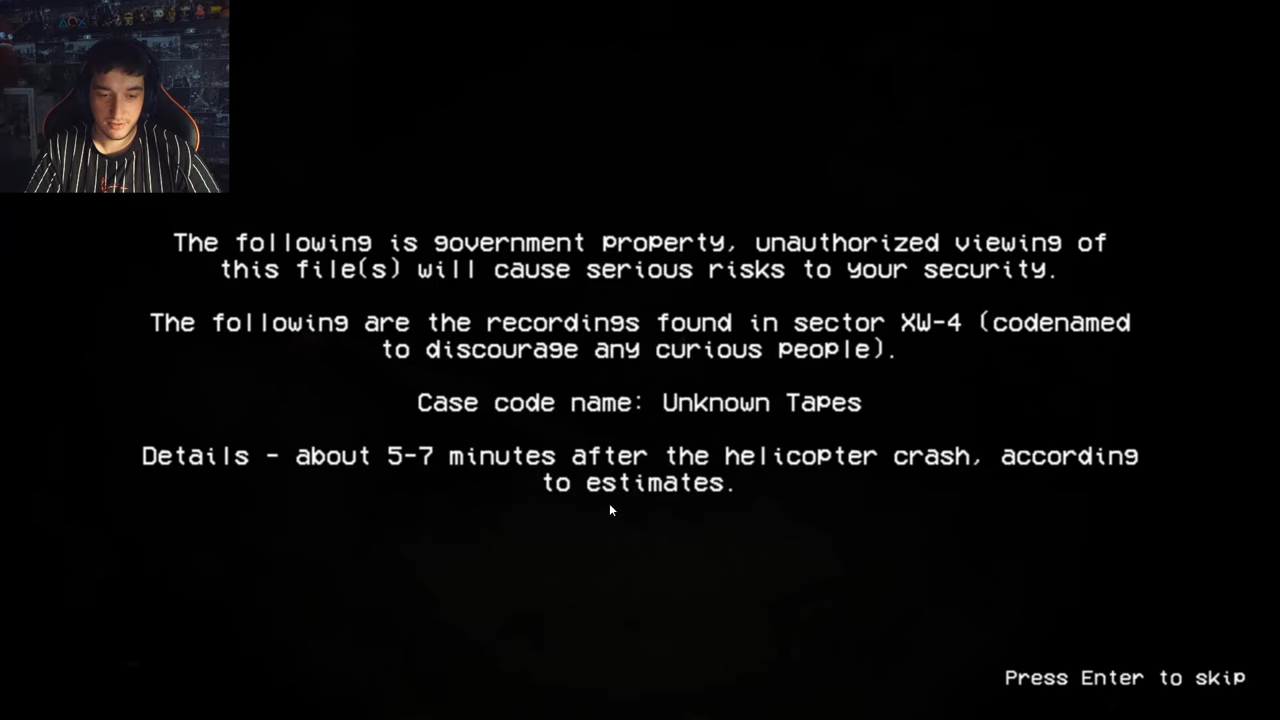 The following is government property, unauthorized viewing of
this file(s) will cause serious risks to your security.
The following are the recordings found in sector XW-4 (codenamed
to discourage any curious people).
Case code name: Unknown Tapes
Details - about 5-7 minutes after the helicopter crash, according
to estimates.
Press Enter to skip